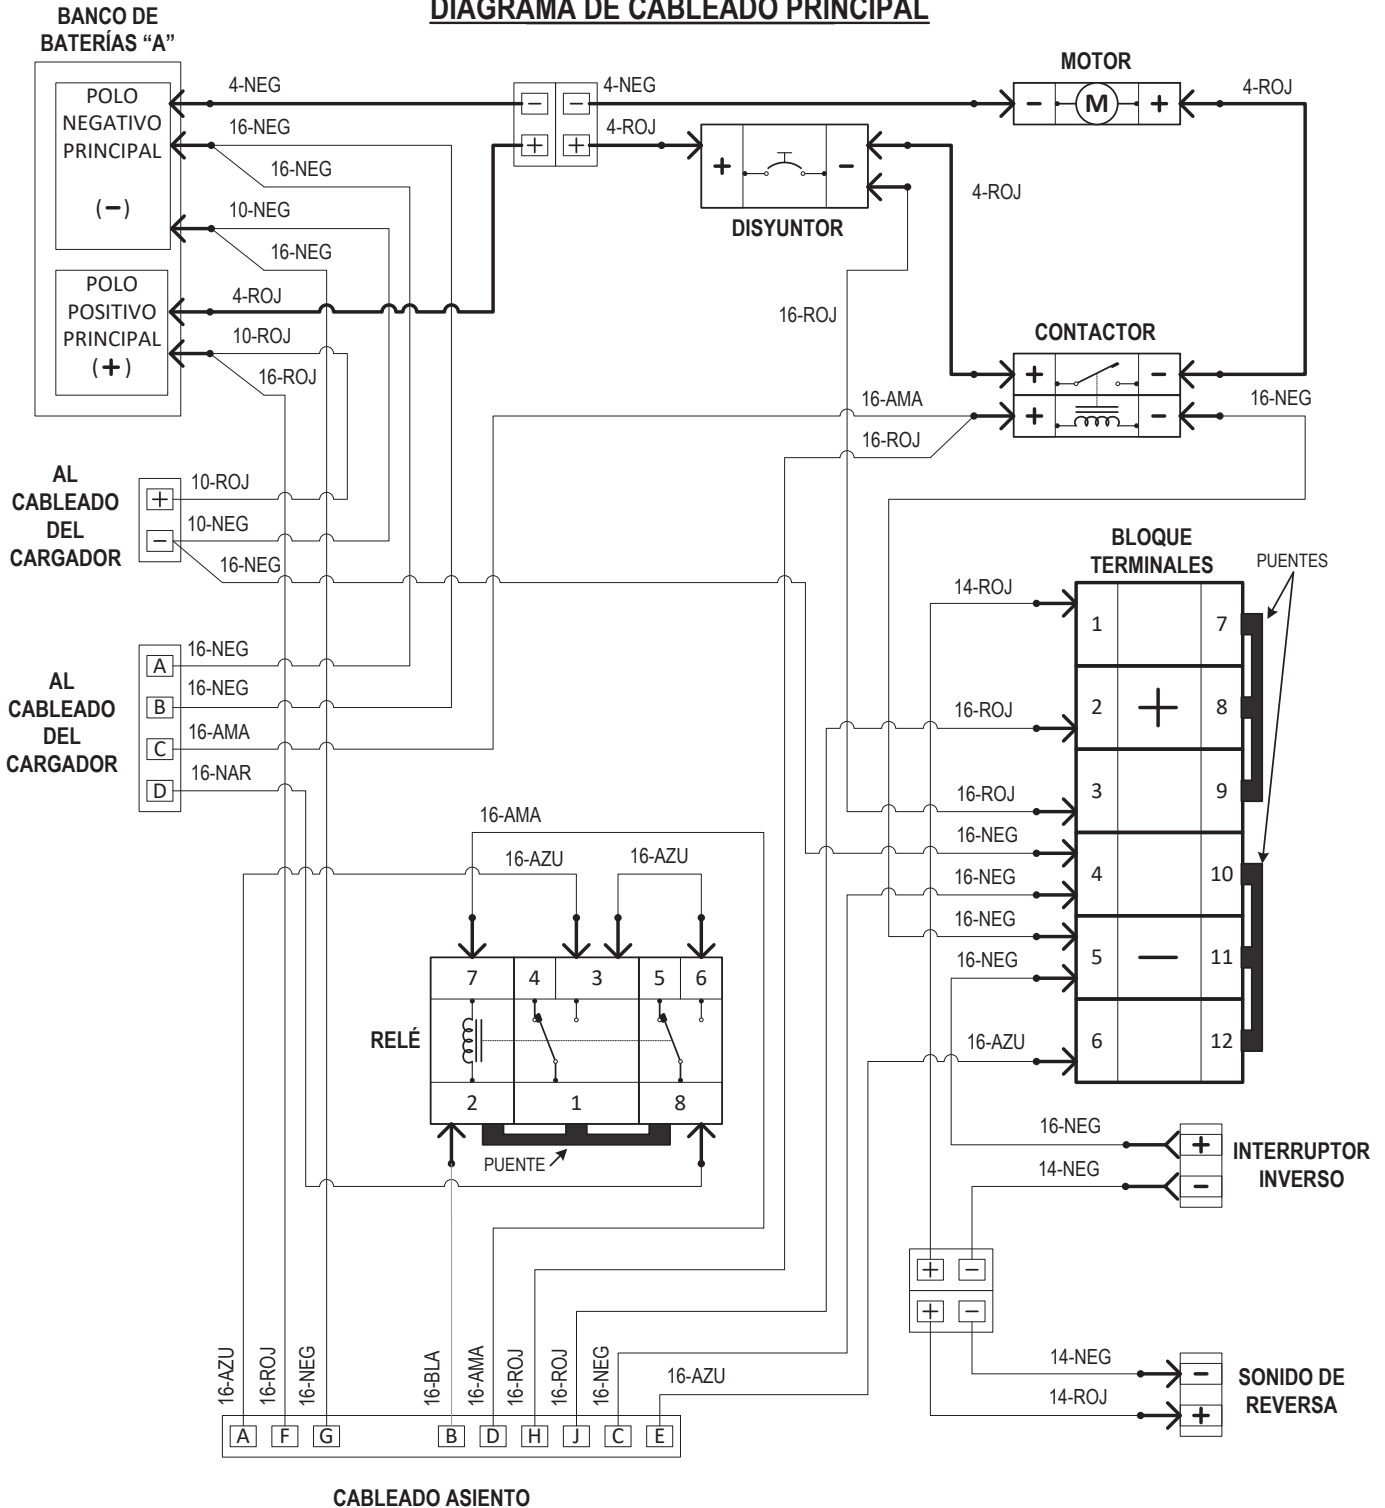 DIAGRAMA DE CABLEADO PRINCIPAL
BANCO DE
BATERÍAS “A”
POLO
NEGATIVO
PRINCIPAL
(−)
POLO
POSITIVO
PRINCIPAL
(+)
4-NEG
16-NEG
16-NEG
10-NEG
16-NEG
4-ROJ
10-ROJ
16-ROJ
− −
+ +
4-NEG
4-ROJ
+ −
DISYUNTOR
4-ROJ
16-ROJ
MOTOR
− M +
4-ROJ
CONTACTOR
+ −
+ −
16-AMA
16-ROJ
16-NEG
AL
CABLEADO
DEL
CARGADOR
+
−
10-ROJ
10-NEG
16-NEG
AL
CABLEADO
DEL
CARGADOR
A
B
C
D
16-NEG
16-NEG
16-AMA
16-NAR
BLOQUE
TERMINALES
PUENTES
14-ROJ
16-ROJ
16-ROJ
16-NEG
16-NEG
16-NEG
16-NEG
16-AZU
1 7
2 + 8
3 9
4 10
5 − 11
6 12
16-AMA
16-AZU
16-AZU
7 4 3 5 6
RELÉ
2 1 8
PUENTE
16-NEG
14-NEG
+
−
INTERRUPTOR
INVERSO
+ −
+ −
14-NEG
14-ROJ
−
+
SONIDO DE
REVERSA
16-AZU
16-ROJ
16-NEG
16-BLA
16-AMA
16-ROJ
16-ROJ
16-NEG
16-AZU
A F G B D H J C E
CABLEADO ASIENTO